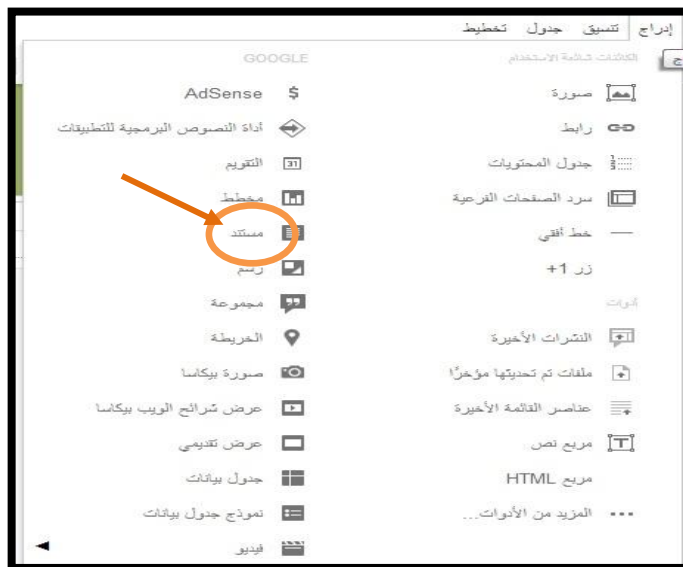 إدراج تنسيق جدول تخطيط
الكائنات شائعة الاستخدام
صورة
رابط
جدول المحتويات
سرد الصفحات الفرعية
خط أفقي
زر 1+
أدوات
النشرات الأخيرة
ملفات تم تحديثها مؤخرًا
عناصر القائمة الأخيرة
مربع نص
مربع HTML
المزيد من الأدوات...
GOOGLE
AdSense
أداة النصوص البرمجية للتطبيقات
التقويم
31
مخطط
مستند
رسم
مجموعة
الخريطة
صورة بيكاسا
عرض شرائح الويب بيكاسا
عرض تقديمي
جدول بيانات
نموذج جدول بيانات
فيديو